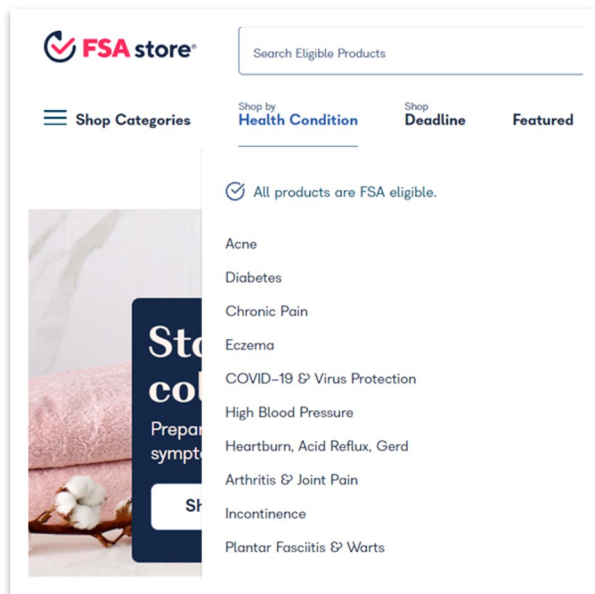 FSA store®
Search Eligible Products
Shop Categories
Shop by
Health Condition
Shop
Deadline
Featured
All products are FSA eligible.
Acne
Diabetes
Chronic Pain
Eczema
COVID-19 & Virus Protection
High Blood Pressure
Heartburn, Acid Reflux, Gerd
Arthritis & Joint Pain
Incontinence
Plantar Fasciitis & Warts